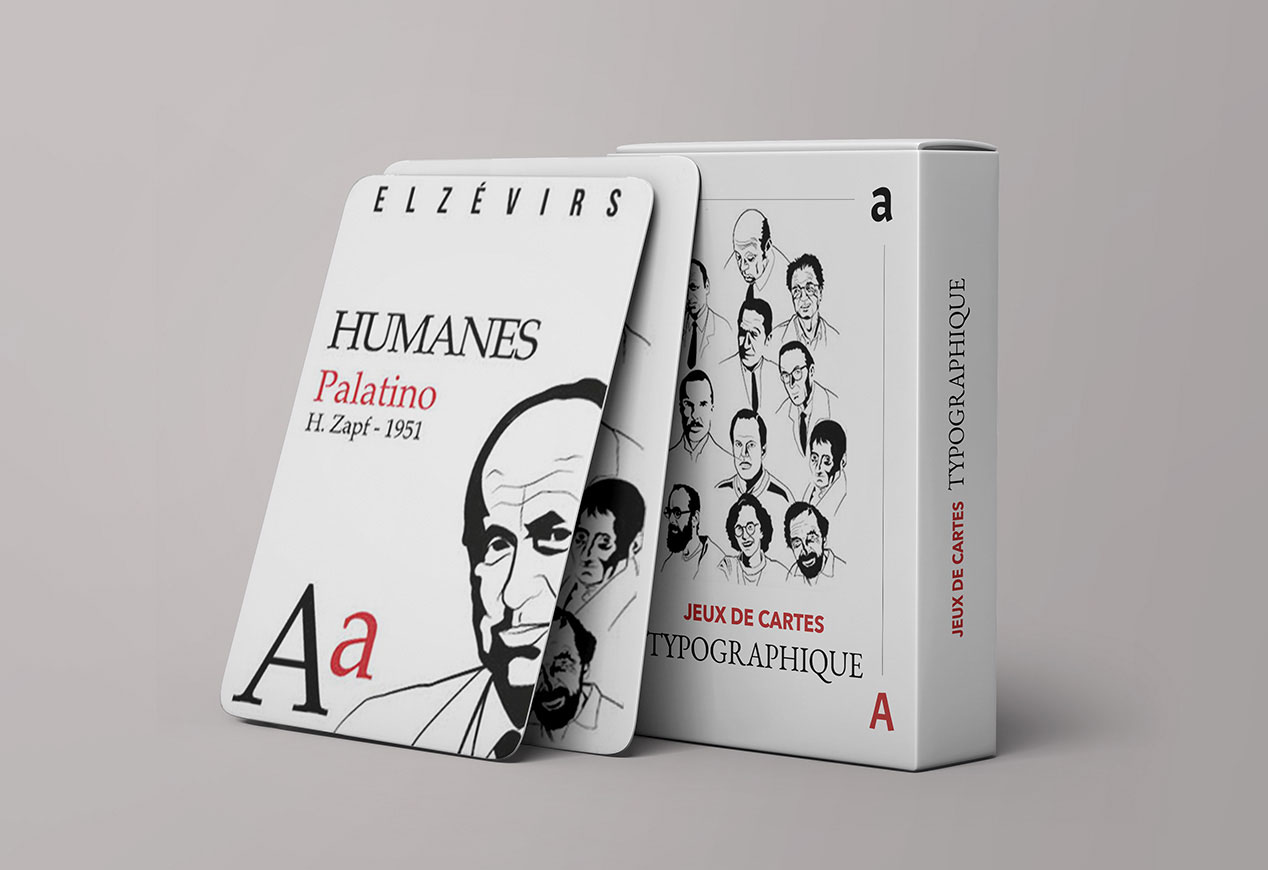 ELZÉVIRS
HUMANES
Palatino
H. Zapf - 1951
Aa
a
JEUX DE CARTES
TYPOGRAPHIQUE
A
JEUX DE CARTES TYPOGRAPHIQUE